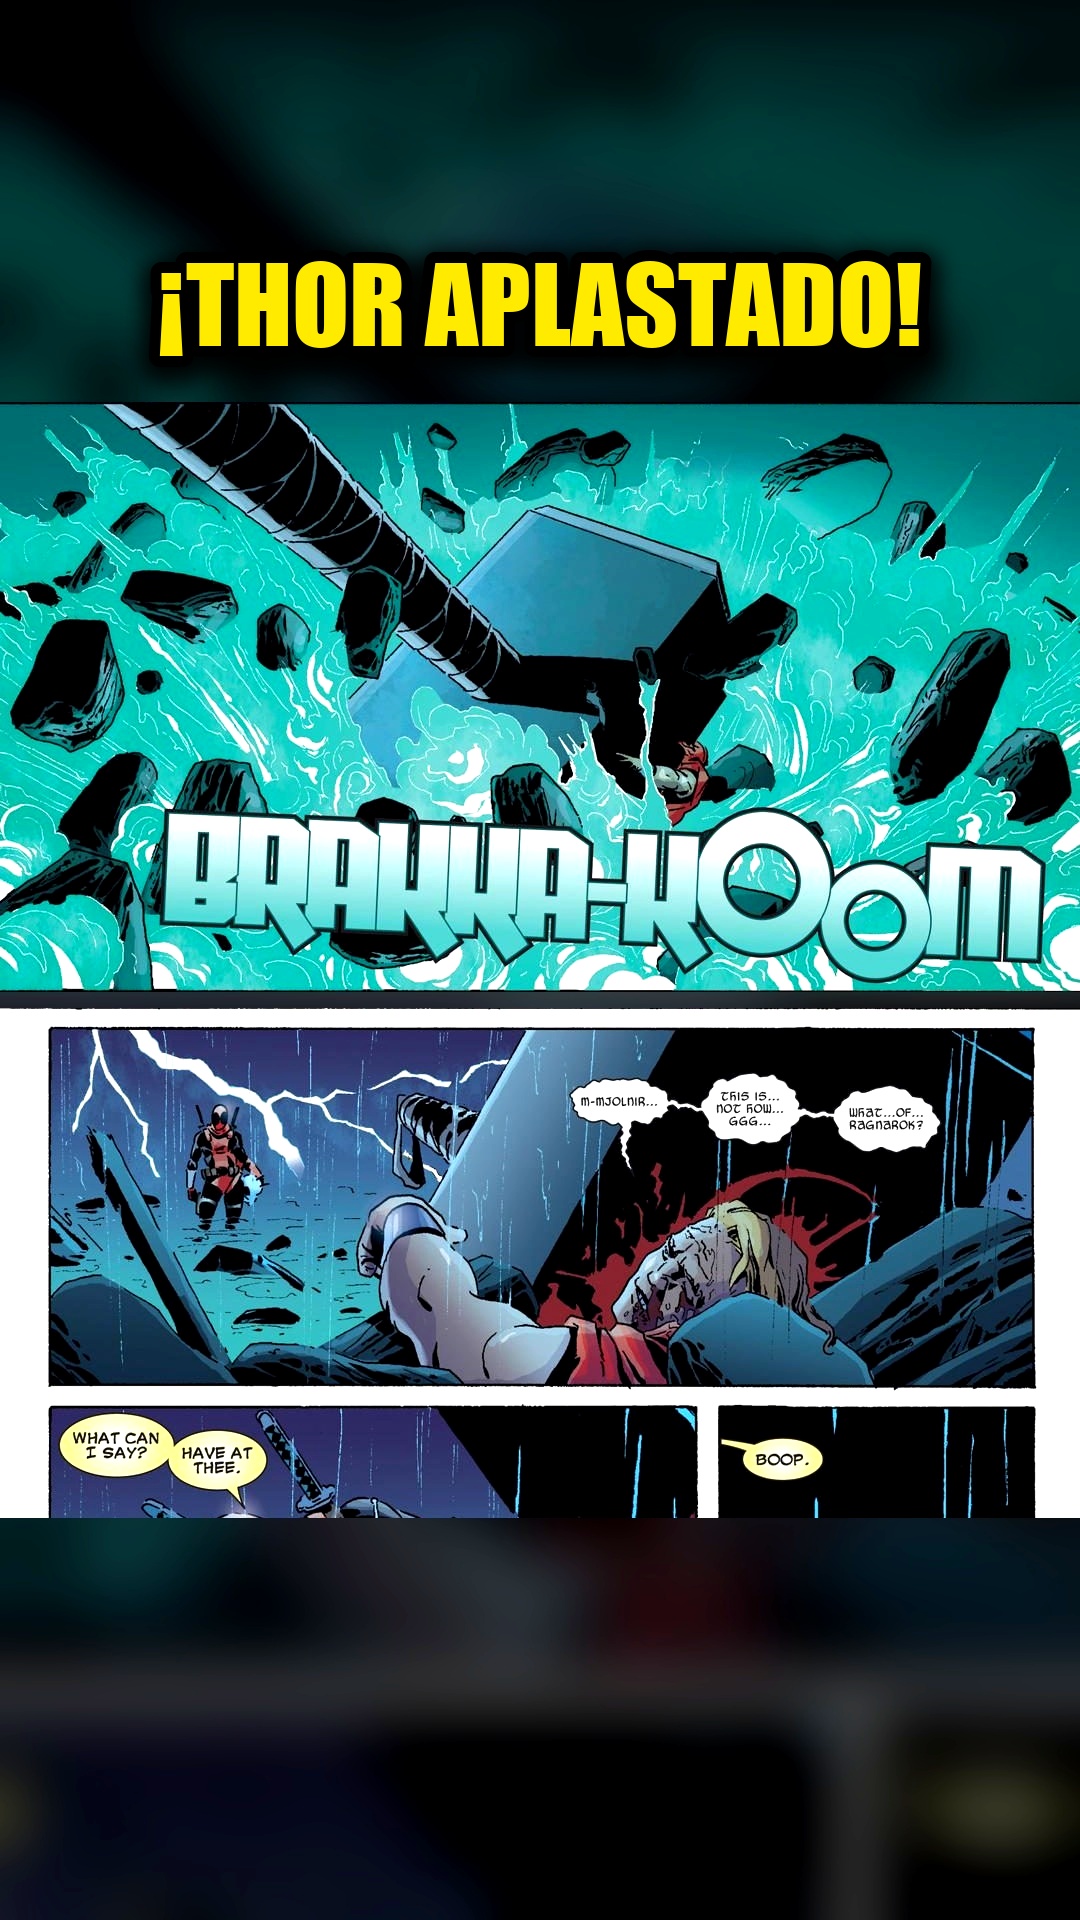 ¡THOR APLASTADO!
BRAKKA-KOOM
M-MJOLNIR...
THIS IS...
NOT HOW...
GGG...
WHAT...OF...
RAGNAROK?
WHAT CAN
I SAY?
HAVE AT
THEE.
BOOP.